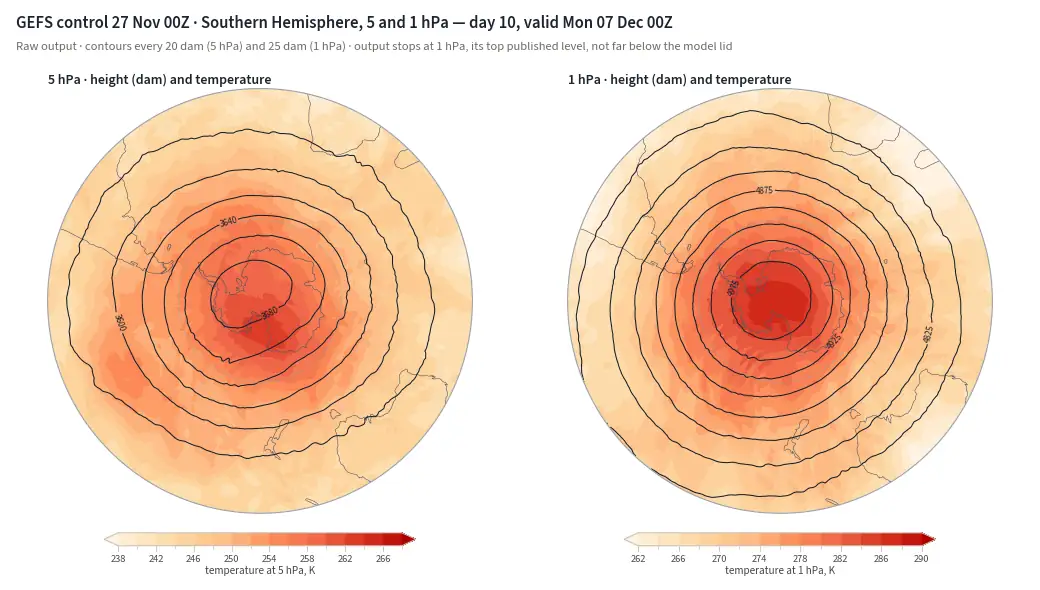 GEFS control 27 Nov 00Z · Southern Hemisphere, 5 and 1 hPa — day 10, valid Mon 07 Dec 00Z
Raw output · contours every 20 dam (5 hPa) and 25 dam (1 hPa) · output stops at 1 hPa, its top published level, not far below the model lid
5 hPa · height (dam) and temperature
1 hPa · height (dam) and temperature
3640
3680
3600
4875
4975
4925
4825
238 242 246 250 254 258 262 266
temperature at 5 hPa, K
262 266 270 274 278 282 286 290
temperature at 1 hPa, K